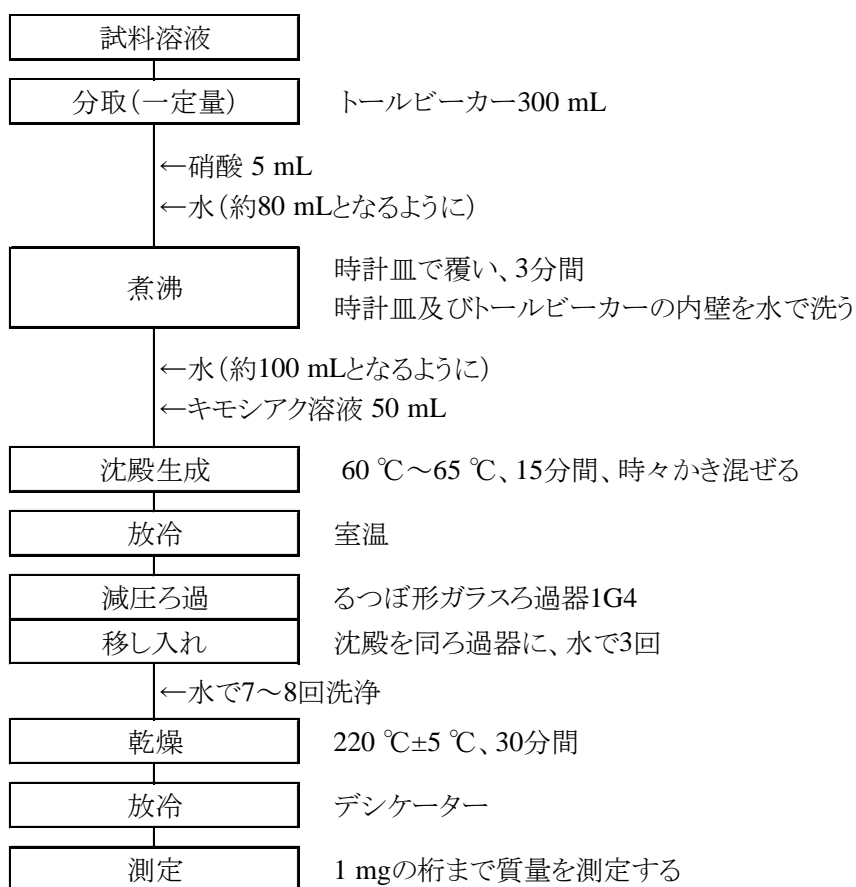 試料溶液
分取(一定量) トールビーカー300 mL
←硝酸 5 mL
←水(約80 mLとなるように)
煮沸 時計皿で覆い、3分間
時計皿及びトールビーカーの内壁を水で洗う
←水(約100 mLとなるように)
←キモシアク溶液 50 mL
沈殿生成 60 ℃～65 ℃、15分間、時々かき混ぜる
放冷 室温
減圧ろ過 るつぼ形ガラスろ過器1G4
移し入れ 沈殿を同ろ過器に、水で3回
←水で7～8回洗浄
乾燥 220 ℃±5 ℃、30分間
放冷 デシケーター
測定 1 mgの桁まで質量を測定する